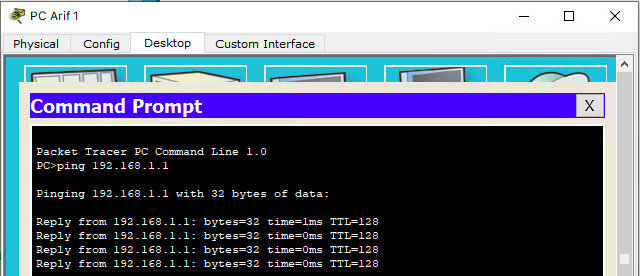 PC Arif 1
Physical Config Desktop Custom Interface
Command Prompt X
Packet Tracer PC Command Line 1.0
PC>ping 192.168.1.1
Pinging 192.168.1.1 with 32 bytes of data:
Reply from 192.168.1.1: bytes=32 time=1ms TTL=128
Reply from 192.168.1.1: bytes=32 time=0ms TTL=128
Reply from 192.168.1.1: bytes=32 time=0ms TTL=128
Reply from 192.168.1.1: bytes=32 time=0ms TTL=128